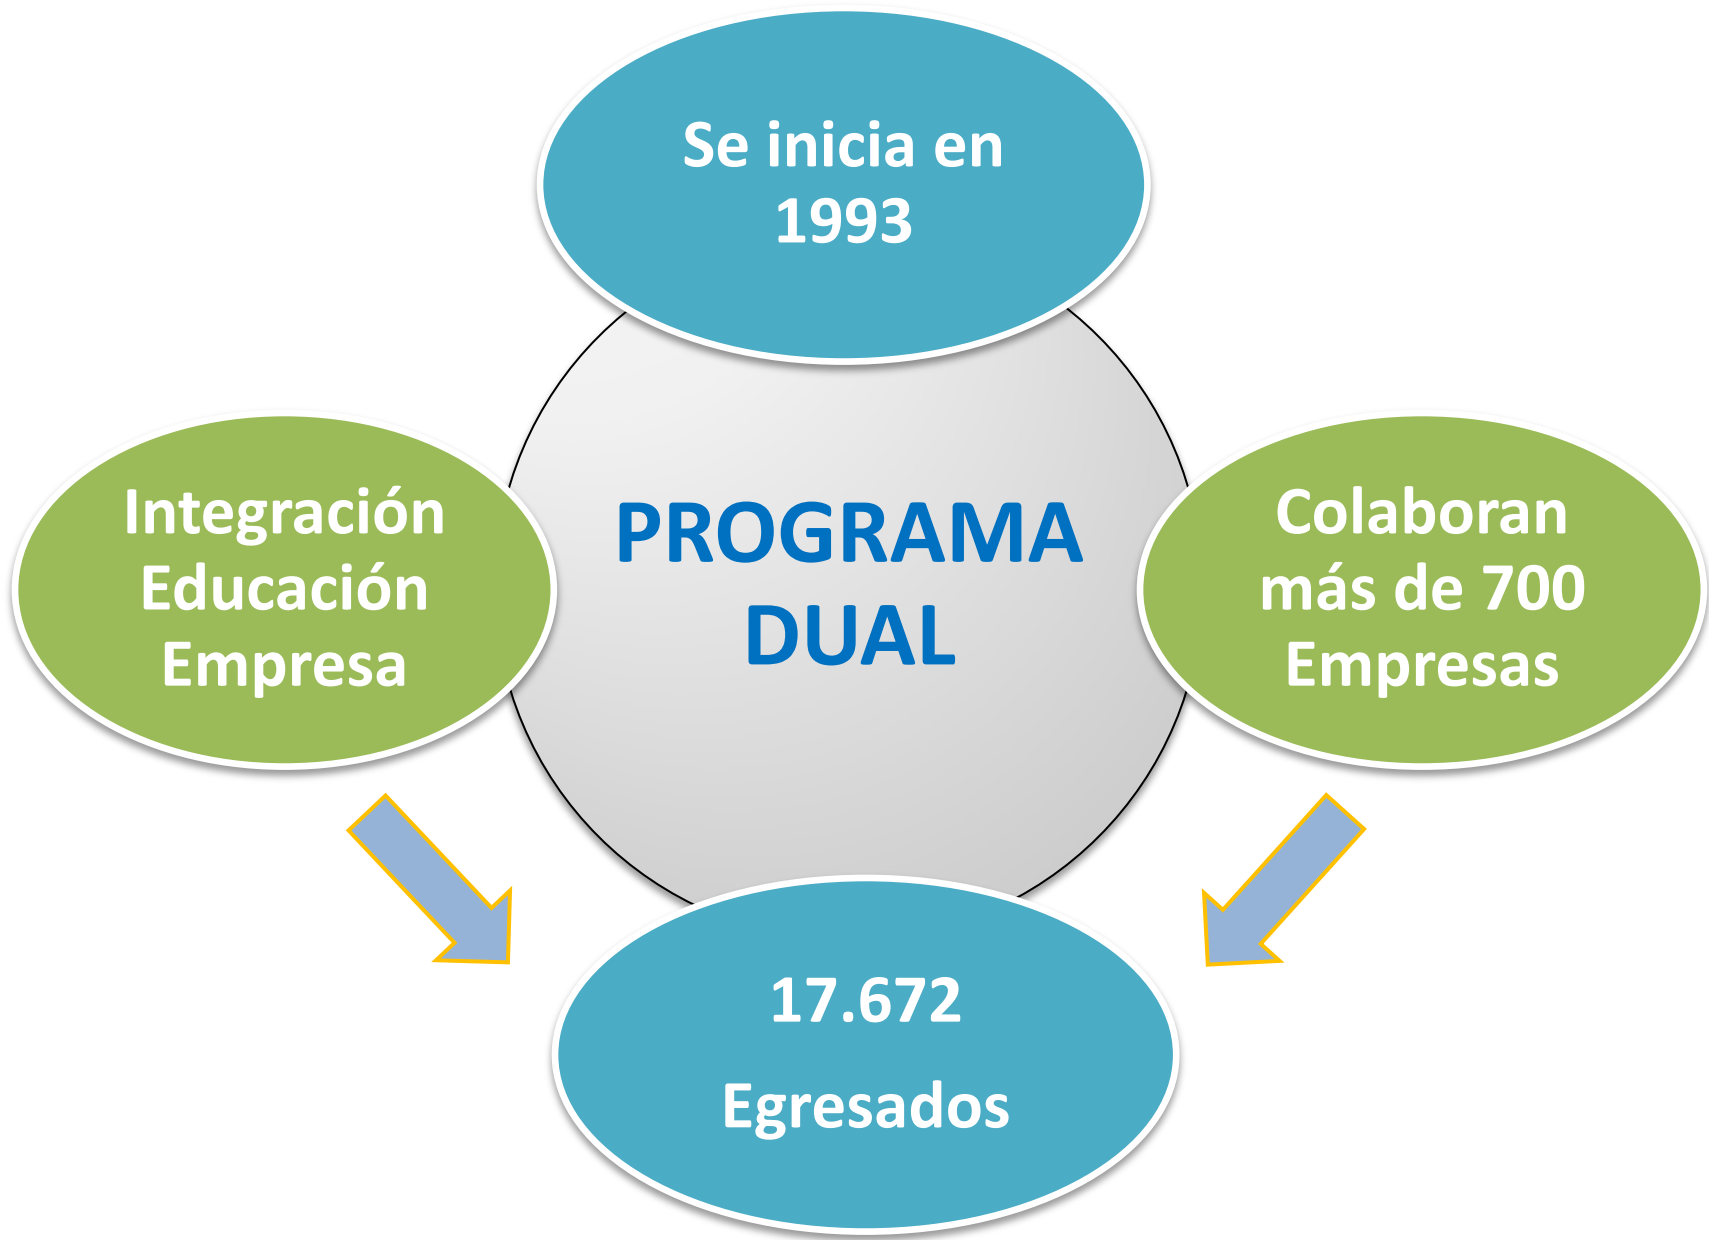 Se inicia en
1993
Integración
Educación
Empresa
PROGRAMA
DUAL
Colaboran
más de 700
Empresas
17.672
Egresados